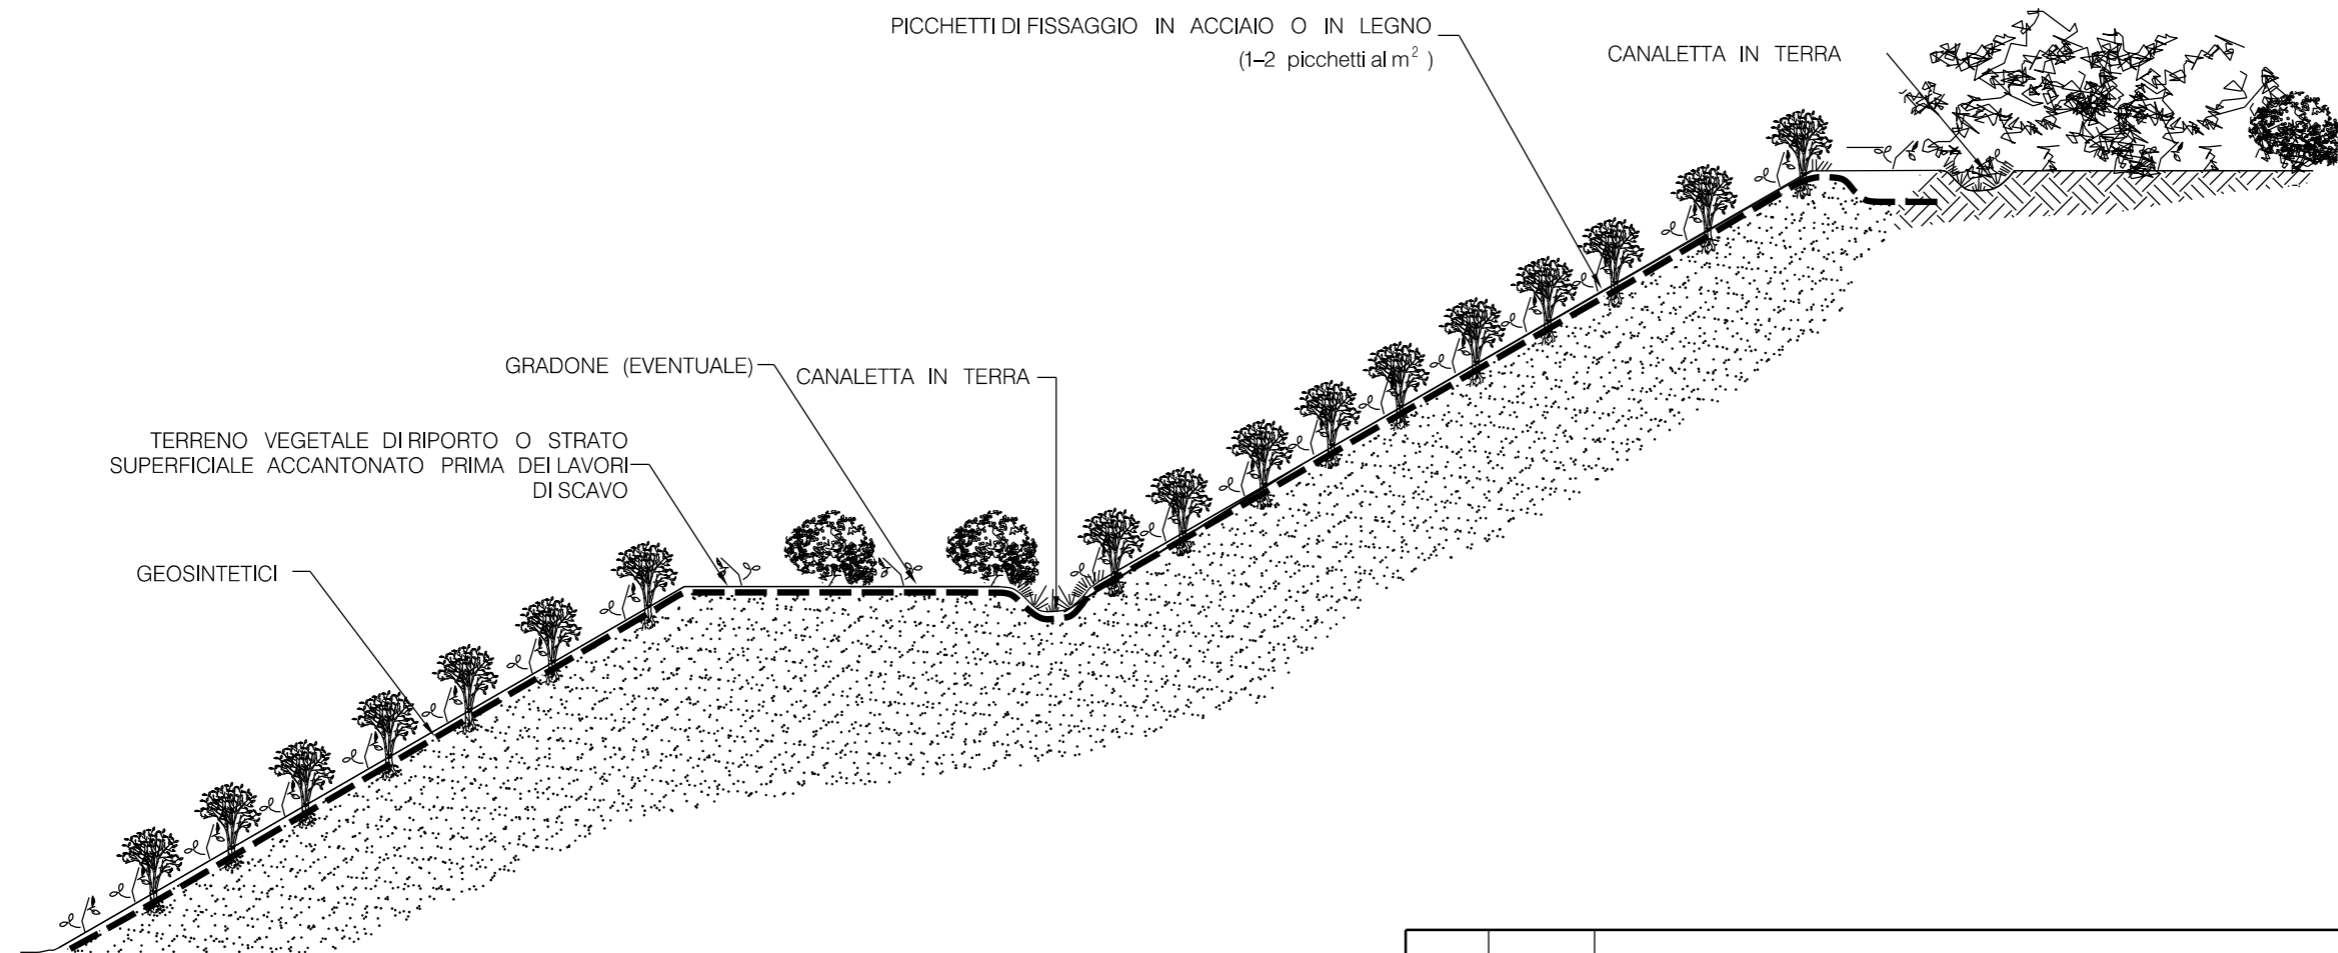 PICCHETTI DI FISSAGGIO IN ACCIAIO O IN LEGNO
(1–2 picchetti al m²)
CANALETTA IN TERRA
GRADONE (EVENTUALE)
CANALETTA IN TERRA
TERRENO VEGETALE DI RIPORTO O STRATO
SUPERFICIALE ACCANTONATO PRIMA DEI LAVORI
DI SCAVO
GEOSINTETICI